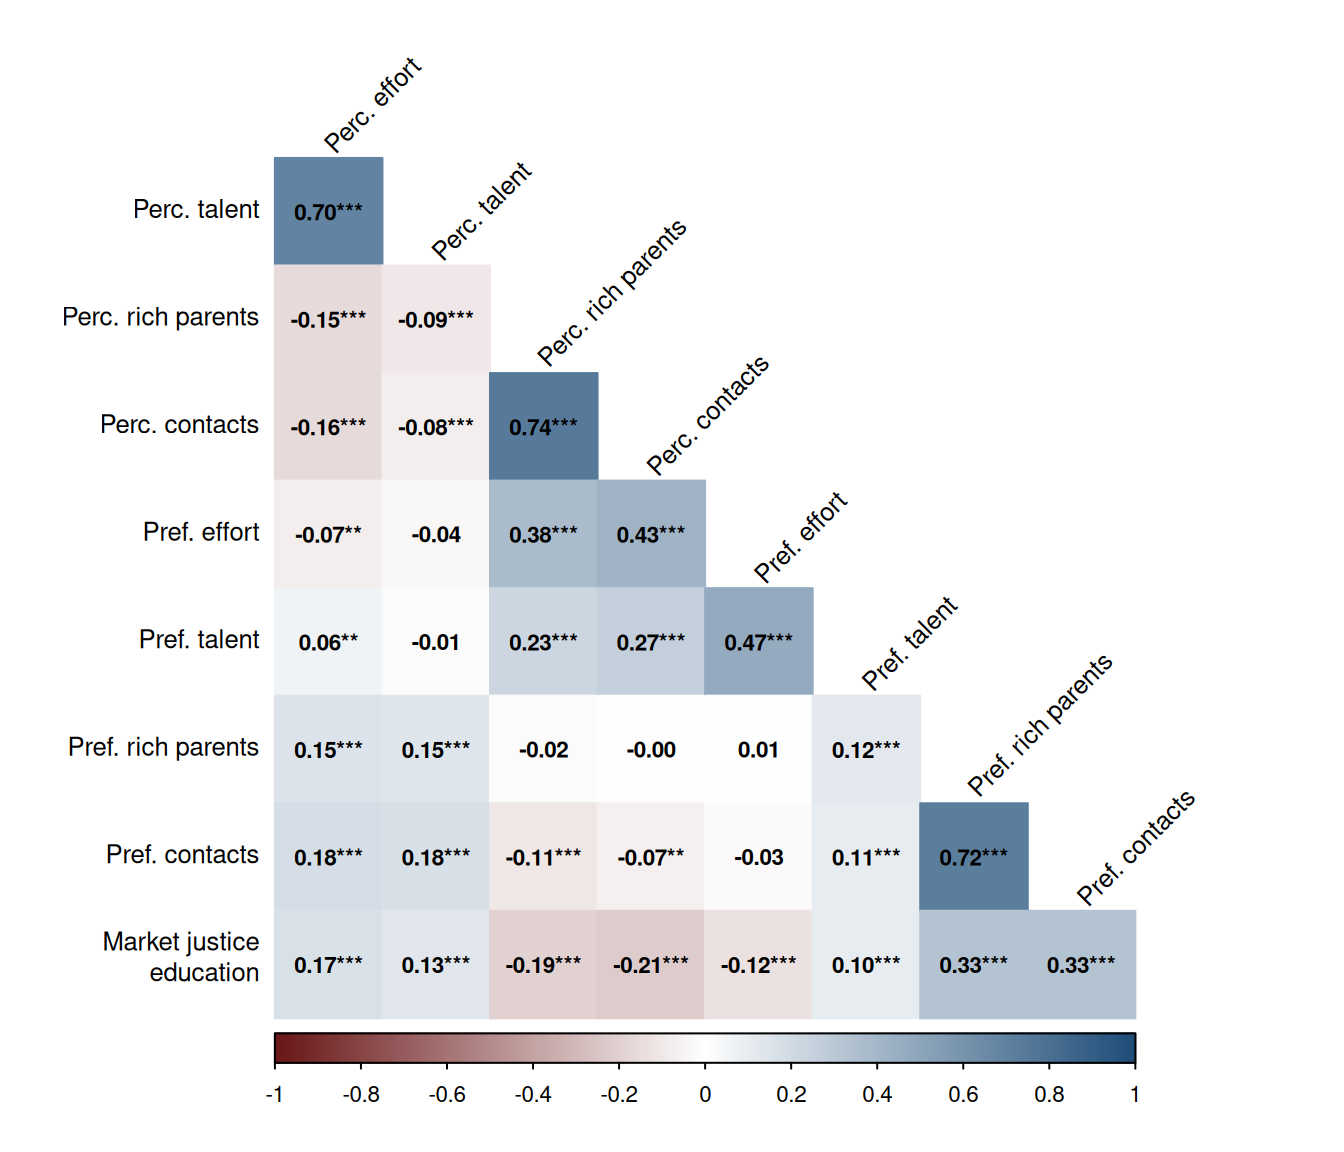 Perc. effort
Perc. talent
0.70***
Perc. talent
Perc. rich parents
-0.15***
-0.09***
Perc. rich parents
Perc. contacts
-0.16***
-0.08***
0.74***
Perc. contacts
Pref. effort
-0.07**
-0.04
0.38***
0.43***
Pref. effort
Pref. talent
0.06**
-0.01
0.23***
0.27***
0.47***
Pref. talent
Pref. rich parents
0.15***
0.15***
-0.02
-0.00
0.01
0.12***
Pref. rich parents
Pref. contacts
0.18***
0.18***
-0.11***
-0.07**
-0.03
0.11***
0.72***
Pref. contacts
Market justice
education
0.17***
0.13***
-0.19***
-0.21***
-0.12***
0.10***
0.33***
0.33***
-1
-0.8
-0.6
-0.4
-0.2
0
0.2
0.4
0.6
0.8
1